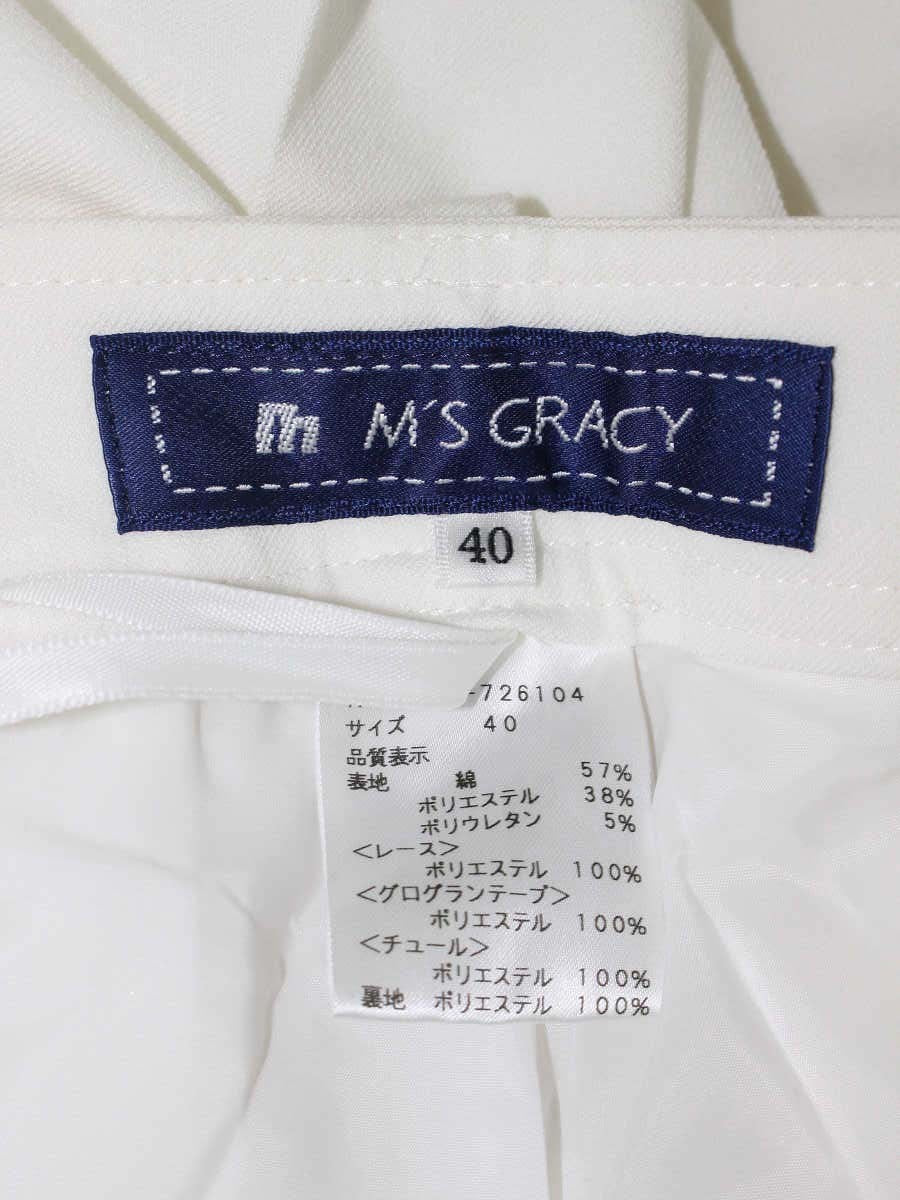 M'S GRACY
40
-726104
サイズ 40
品質表示
表地 綿 57%
ポリエステル 38%
ポリウレタン 5%
<レース>
ポリエステル 100%
<グログランテープ>
ポリエステル 100%
<チュール>
ポリエステル 100%
裏地 ポリエステル 100%